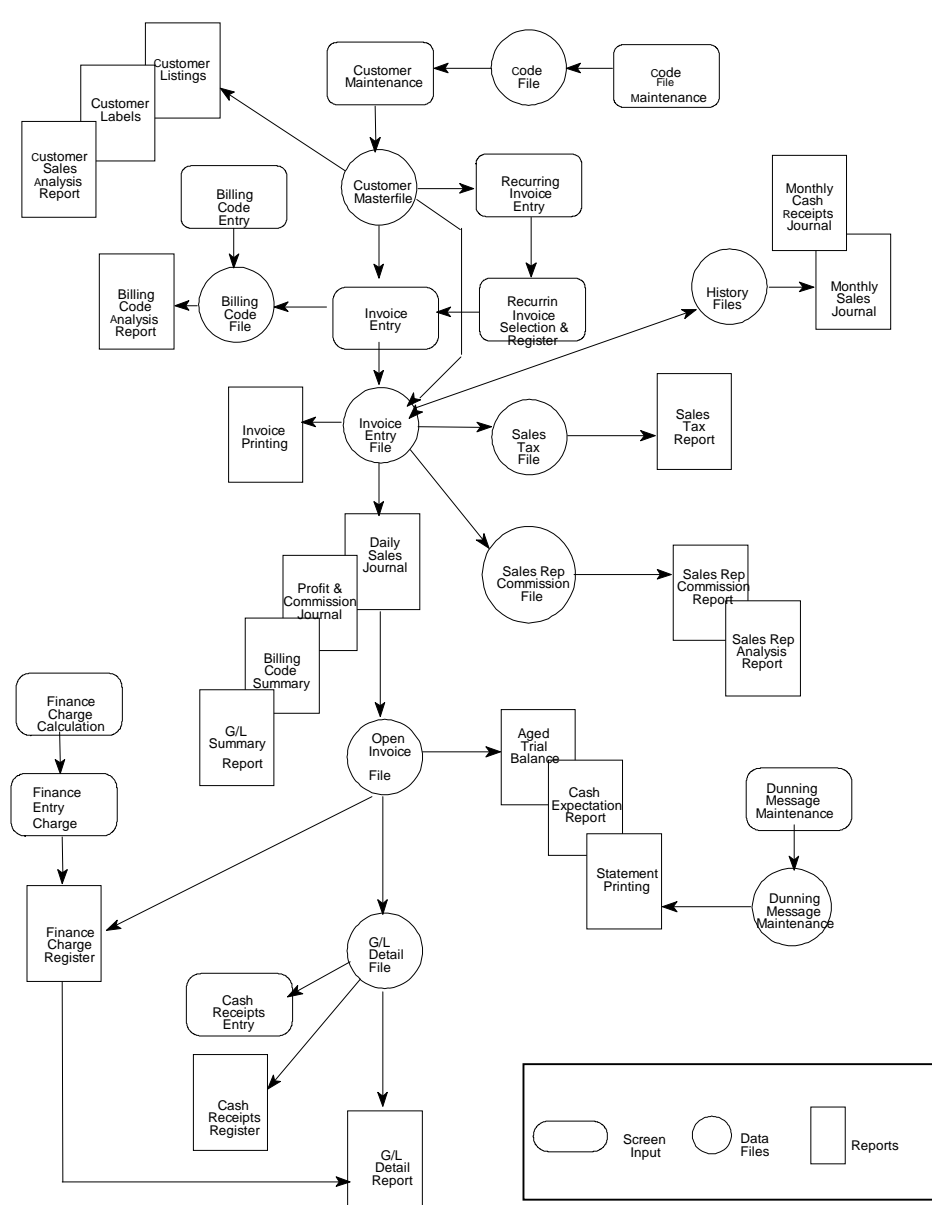 Customer
Listings
Customer
Labels
Customer
Sales
Analysis
Report
Customer
Maintenance
Code
File
Code
File
Maintenance
Billing
Code
Entry
Customer
Masterfile
Recurring
Invoice
Entry
Monthly
Cash
Receipts
Journal
Monthly
Sales
Journal
History
Files
Billing
Code
Analysis
Report
Billing
Code
File
Invoice
Entry
Recurrin
Invoice
Selection &
Register
Invoice
Printing
Invoice
Entry
File
Sales
Tax
File
Sales
Tax
Report
Daily
Sales
Journal
Profit &
Commission
Journal
Billing
Code
Summary
G/L
Summary
Report
Sales Rep
Commission
File
Sales Rep
Commission
Report
Sales Rep
Analysis
Report
Finance
Charge
Calculation
Finance
Entry
Charge
Open
Invoice
File
Aged
Trial
Balance
Cash
Expectation
Report
Statement
Printing
Dunning
Message
Maintenance
Dunning
Message
Maintenance
Finance
Charge
Register
G/L
Detail
File
Cash
Receipts
Entry
Cash
Receipts
Register
G/L
Detail
Report
Screen
Input
Data
Files
Reports